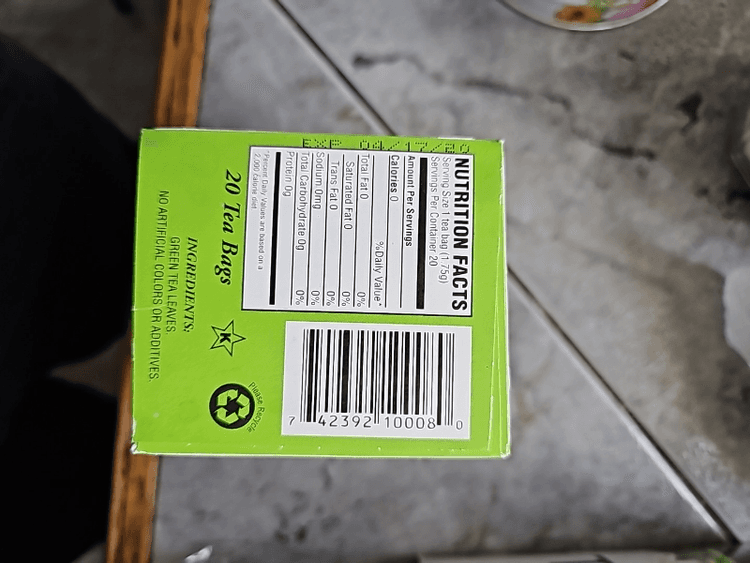 NUTRITION FACTS
Serving Size 1 tea bag (1.75g)
Servings Per Container 20
Amount Per Servings
Calories 0
%Daily Value*
Total Fat 0 0%
Saturated Fat 0 0%
Trans Fat 0 0%
Sodium 0mg 0%
Total Carbohydrate 0g 0%
Protein 0g 0%
*Percent Daily Values are based on a
2,000 calorie diet
20 Tea Bags
INGREDIENTS:
GREEN TEA LEAVES
NO ARTIFICIAL COLORS OR ADDITIVES
K
Please Recycle
7 42392 10008 0